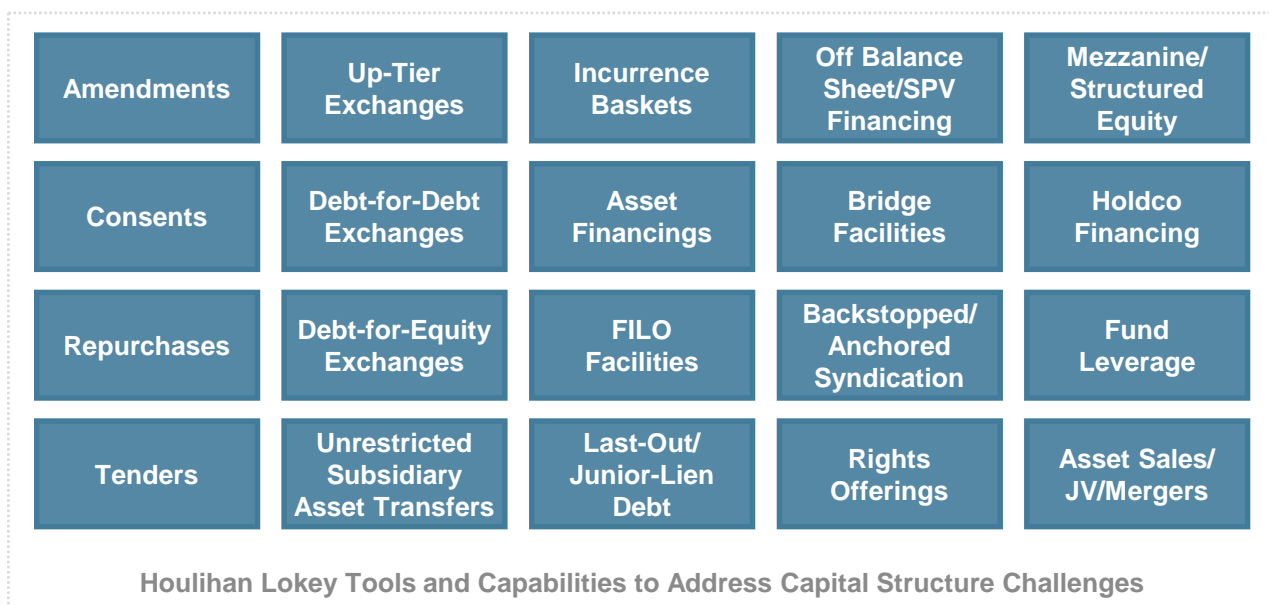 Amendments
Up-Tier
Exchanges
Incurrence
Baskets
Off Balance
Sheet/SPV
Financing
Mezzanine/
Structured
Equity
Consents
Debt-for-Debt
Exchanges
Asset
Financings
Bridge
Facilities
Holdco
Financing
Repurchases
Debt-for-Equity
Exchanges
FILO
Facilities
Backstopped/
Anchored
Syndication
Fund
Leverage
Tenders
Unrestricted
Subsidiary
Asset Transfers
Last-Out/
Junior-Lien
Debt
Rights
Offerings
Asset Sales/
JV/Mergers
Houlihan Lokey Tools and Capabilities to Address Capital Structure Challenges